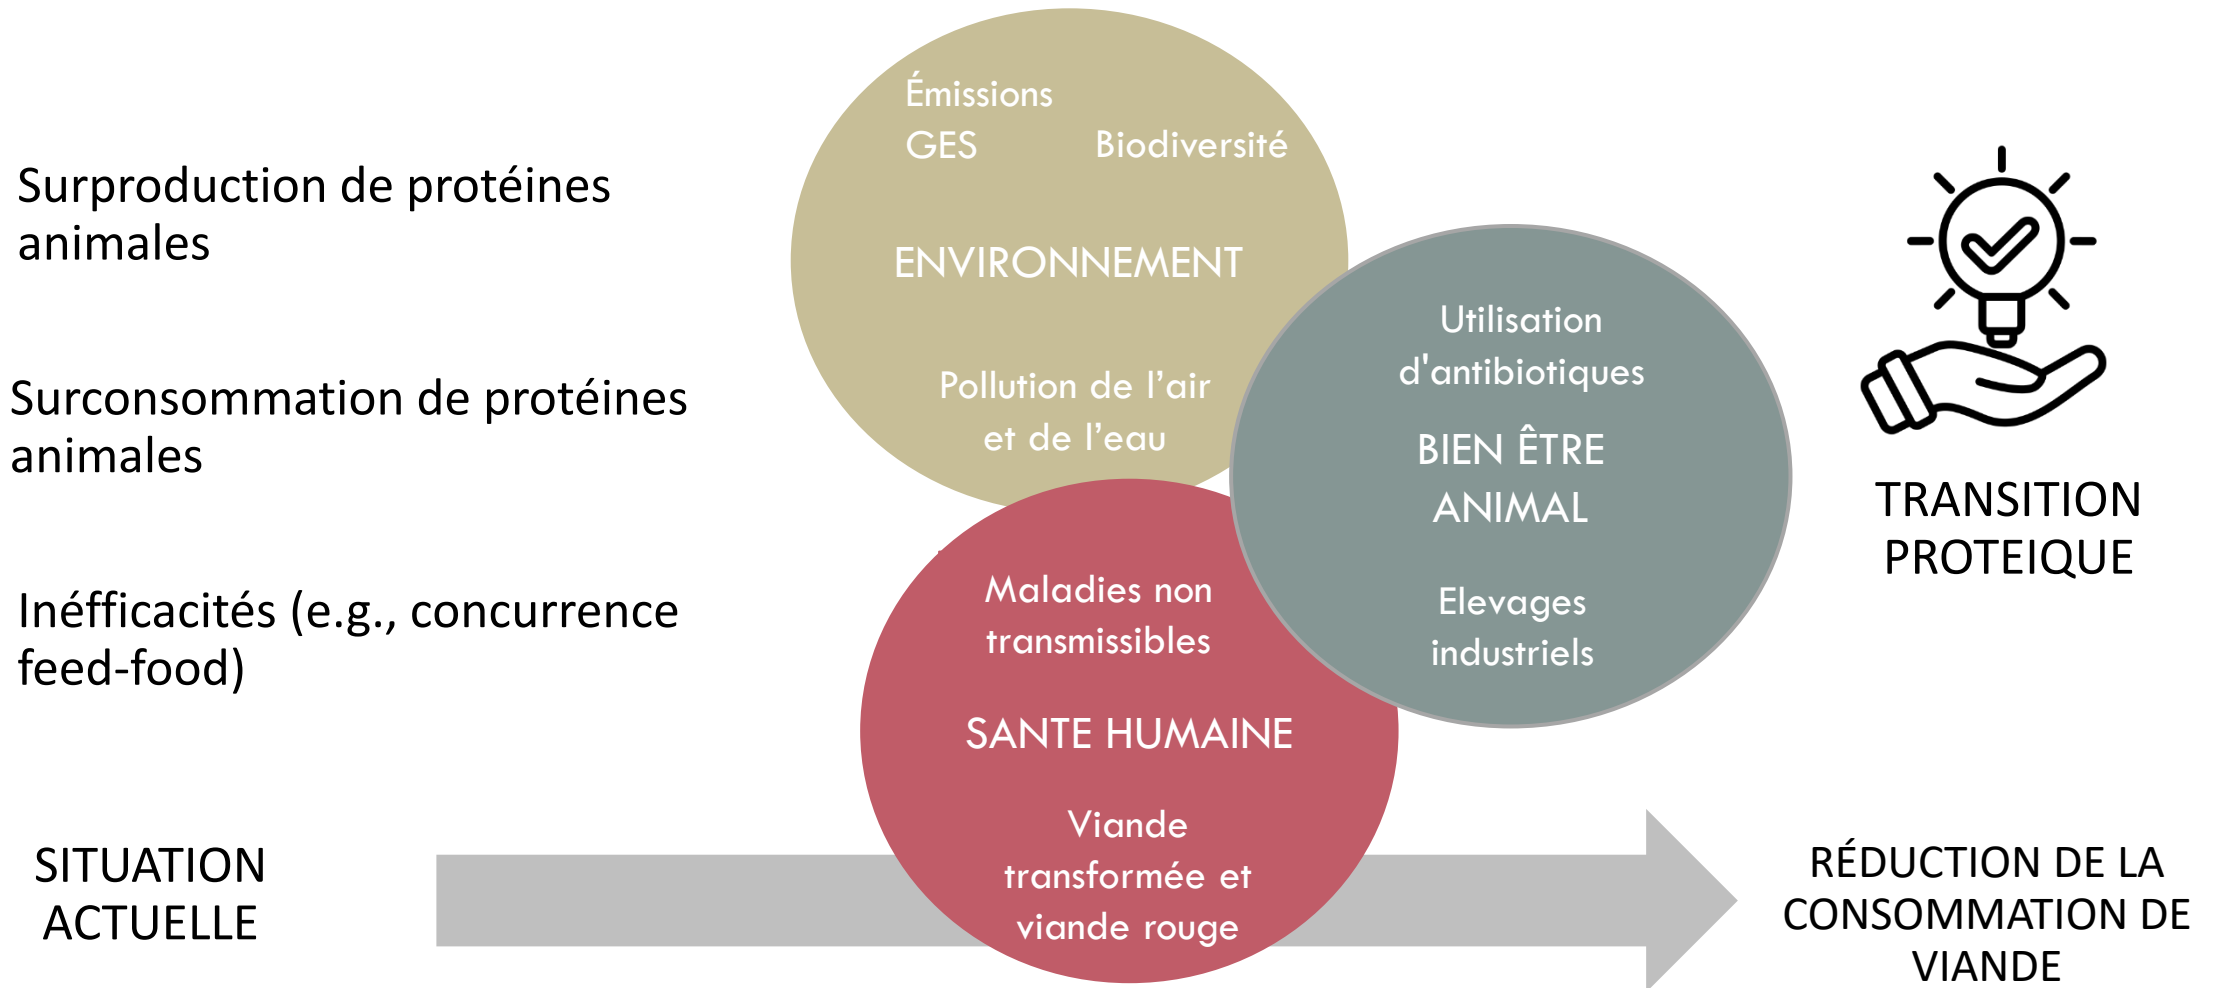 Surproduction de protéines
animales
Surconsommation de protéines
animales
Inéfficacités (e.g., concurrence
feed-food)
SITUATION
ACTUELLE
Émissions
GES
Biodiversité
ENVIRONNEMENT
Pollution de l’air
et de l’eau
Utilisation
d'antibiotiques
BIEN ÊTRE
ANIMAL
Elevages
industriels
Maladies non
transmissibles
SANTE HUMAINE
Viande
transformée et
viande rouge
TRANSITION
PROTEIQUE
RÉDUCTION DE LA
CONSOMMATION DE
VIANDE